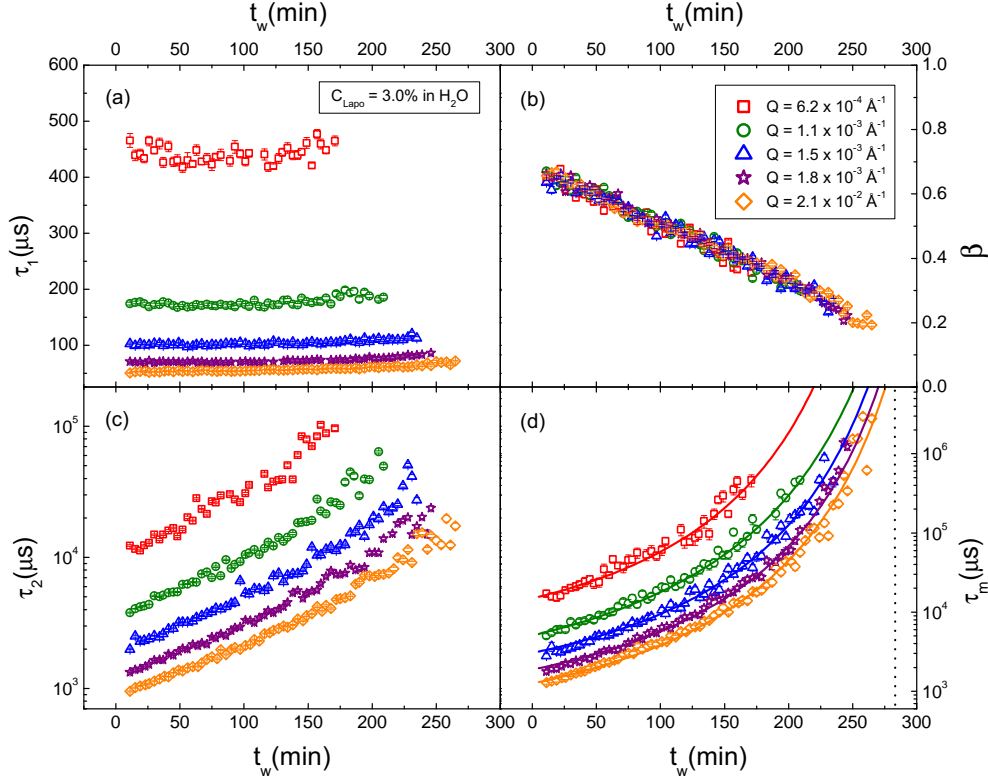 t_w(min)
t_w(min)
0 50 100 150 200 250 300
0 50 100 150 200 250 300
600
500
400
300
200
100
τ₁(μs)
(a)
C_Lapo = 3.0% in H₂O
(b)
Q = 6.2 x 10⁻⁴ Å⁻¹
Q = 1.1 x 10⁻³ Å⁻¹
Q = 1.5 x 10⁻³ Å⁻¹
Q = 1.8 x 10⁻³ Å⁻¹
Q = 2.1 x 10⁻² Å⁻¹
1.0
0.8
0.6
0.4
0.2
0.0
β
10⁵
10⁴
10³
τ₂(μs)
(c)
(d)
10⁶
10⁵
10⁴
10³
τ_m(μs)
0 50 100 150 200 250 300
0 50 100 150 200 250 300
t_w(min)
t_w(min)